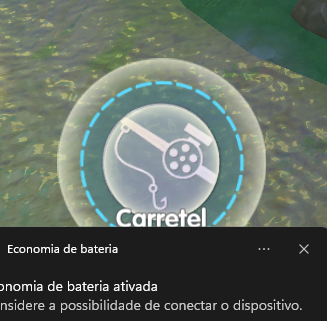 Carretel
Economia de bateria
onomia de bateria ativada
nsidere a possibilidade de conectar o dispositivo.